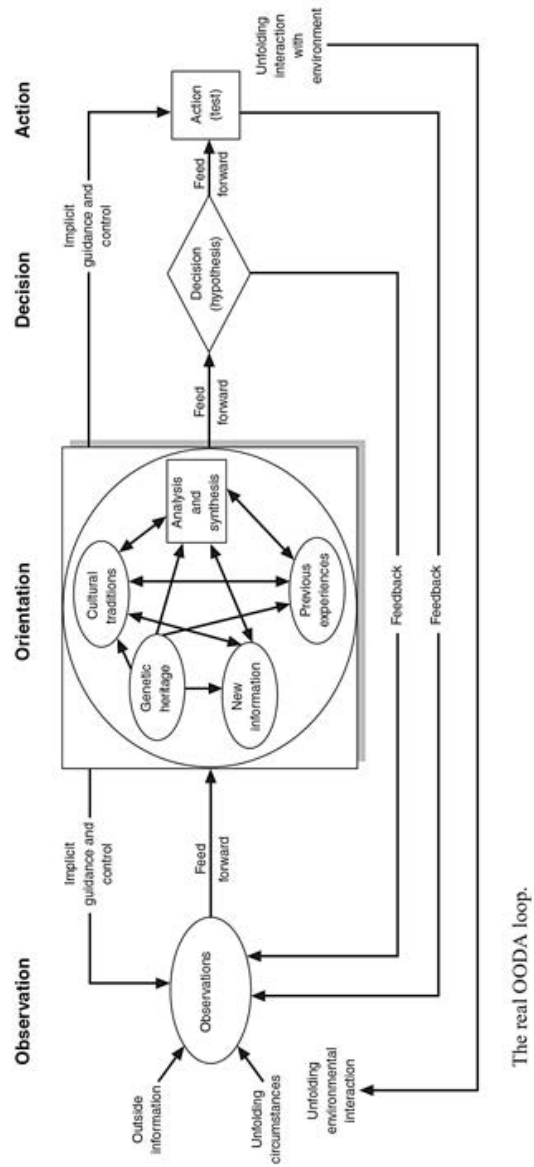 Observation
Orientation
Decision
Action
Implicit
guidance and
control
Implicit
guidance and
control
Outside
information
Unfolding
circumstances
Observations
Feed
forward
Cultural
traditions
Genetic
heritage
New
information
Previous
experiences
Analysis
and
synthesis
Feed
forward
Decision
(hypothesis)
Feed
forward
Action
(test)
Unfolding
interaction
with
environment
Unfolding
environmental
interaction
Feedback
Feedback
The real OODA loop.